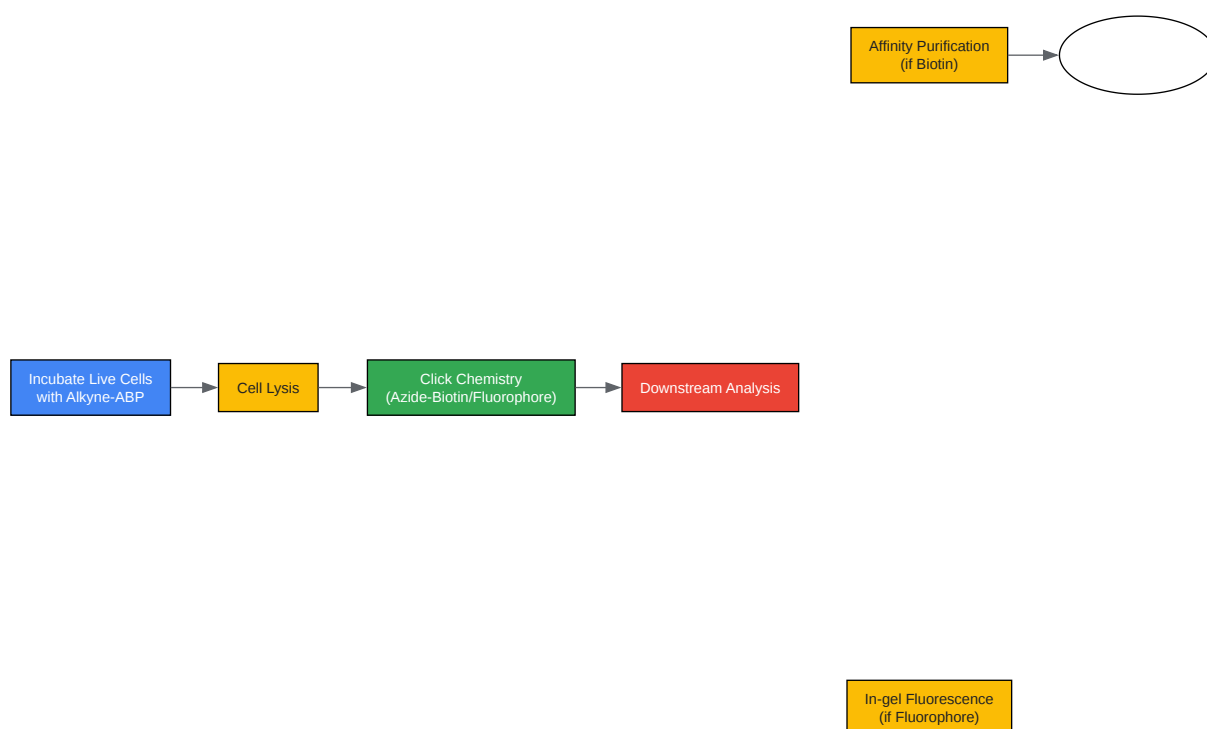 Affinity Purification
(if Biotin)
Incubate Live Cells
with Alkyne-ABP
Cell Lysis
Click Chemistry
(Azide-Biotin/Fluorophore)
Downstream Analysis
In-gel Fluorescence
(if Fluorophore)